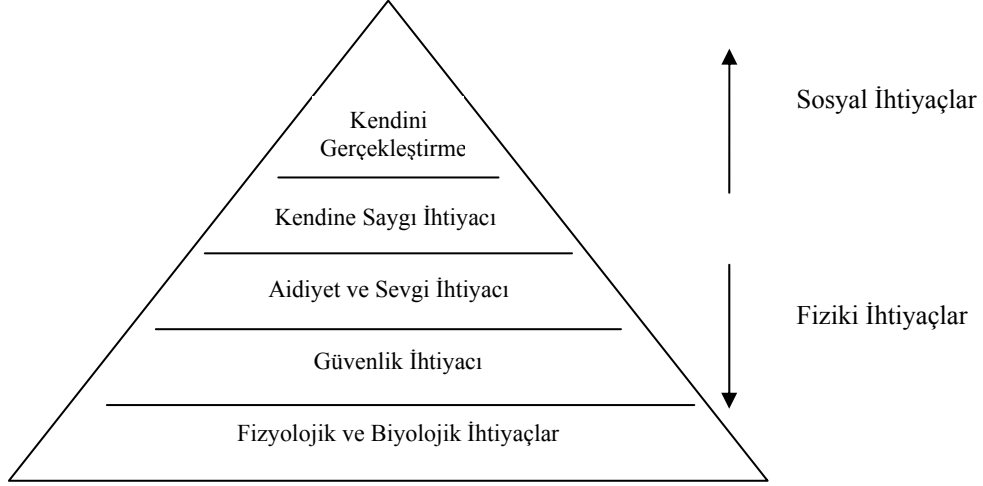 Kendini
Gerçekleştirme
Kendine Saygı İhtiyacı
Aidiyet ve Sevgi İhtiyacı
Güvenlik İhtiyacı
Fizyolojik ve Biyolojik İhtiyaçlar
Sosyal İhtiyaçlar
Fiziki İhtiyaçlar